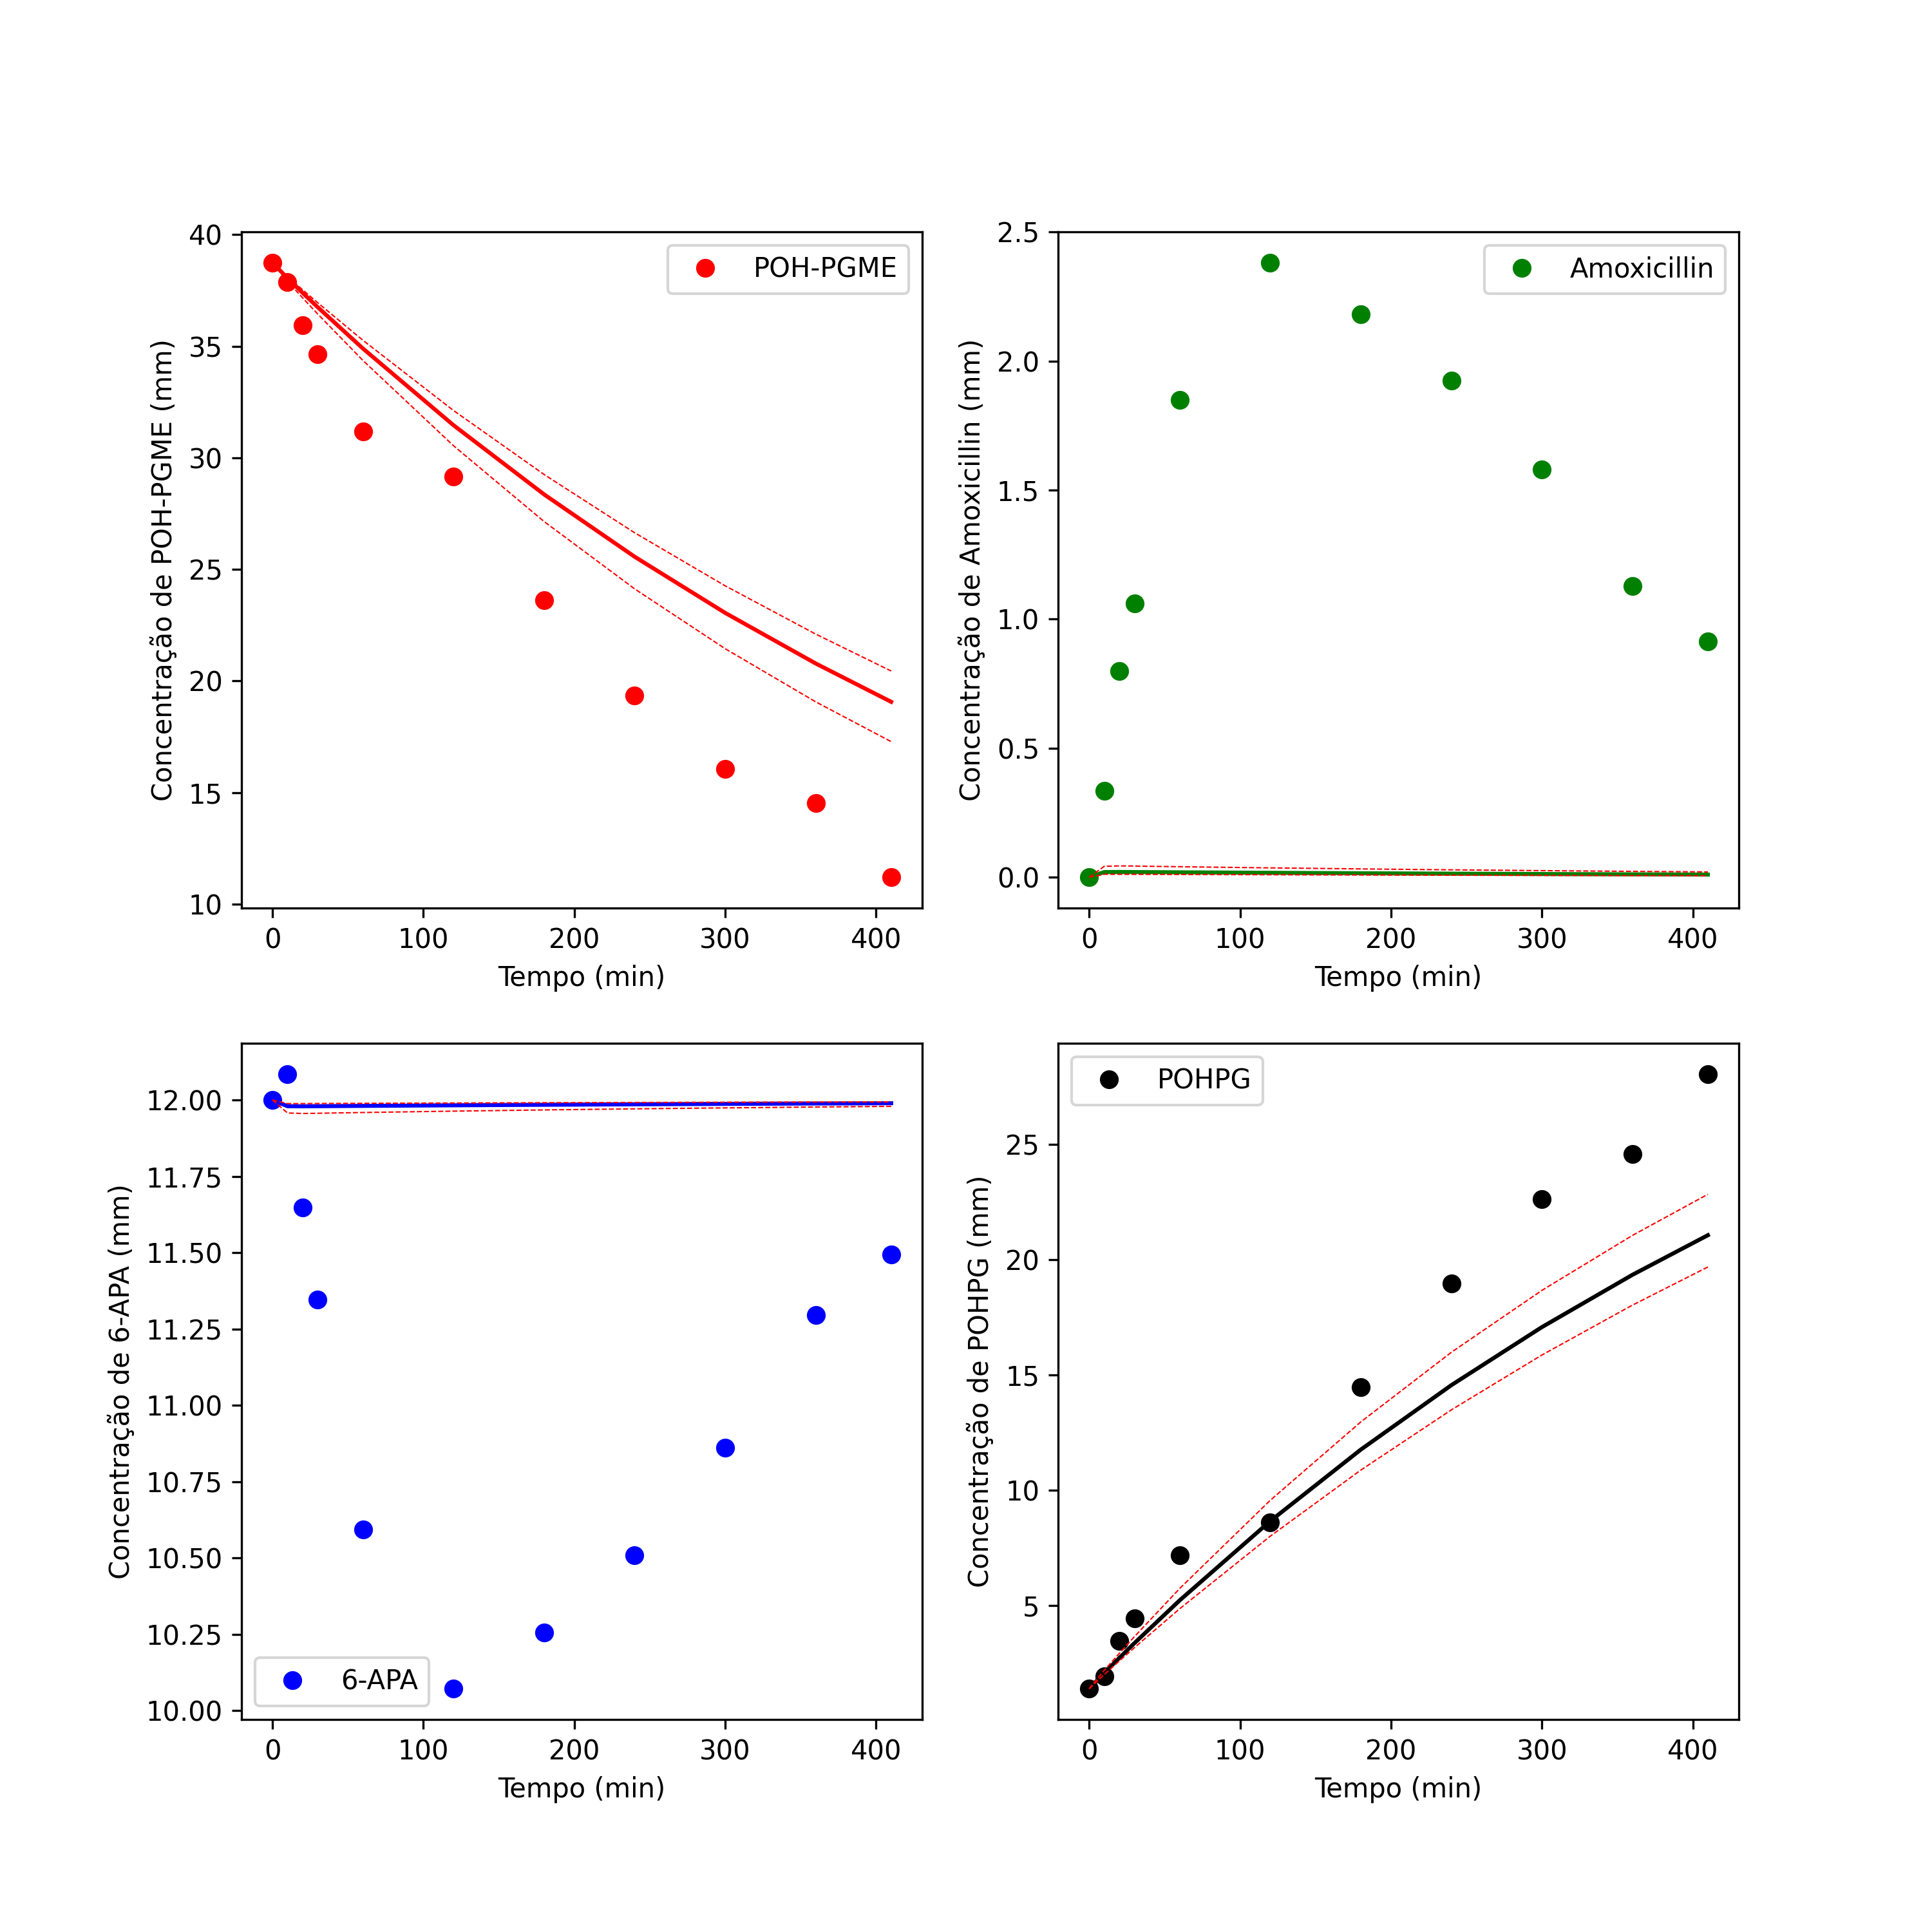 40
35
30
25
20
15
10
Concentração de POH-PGME (mm)
POH-PGME
0 100 200 300 400
Tempo (min)
2.5
2.0
1.5
1.0
0.5
0.0
Concentração de Amoxicillin (mm)
Amoxicillin
0 100 200 300 400
Tempo (min)
12.00
11.75
11.50
11.25
11.00
10.75
10.50
10.25
10.00
Concentração de 6-APA (mm)
6-APA
0 100 200 300 400
Tempo (min)
25
20
15
10
5
Concentração de POHPG (mm)
POHPG
0 100 200 300 400
Tempo (min)